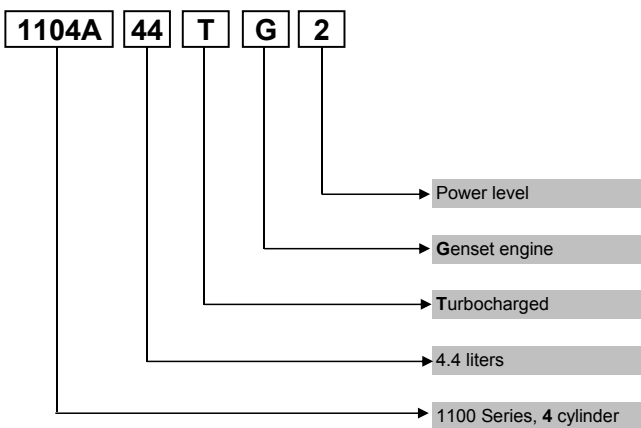 1104A 44 T G 2
Power level
Genset engine
Turbocharged
4.4 liters
1100 Series, 4 cylinder